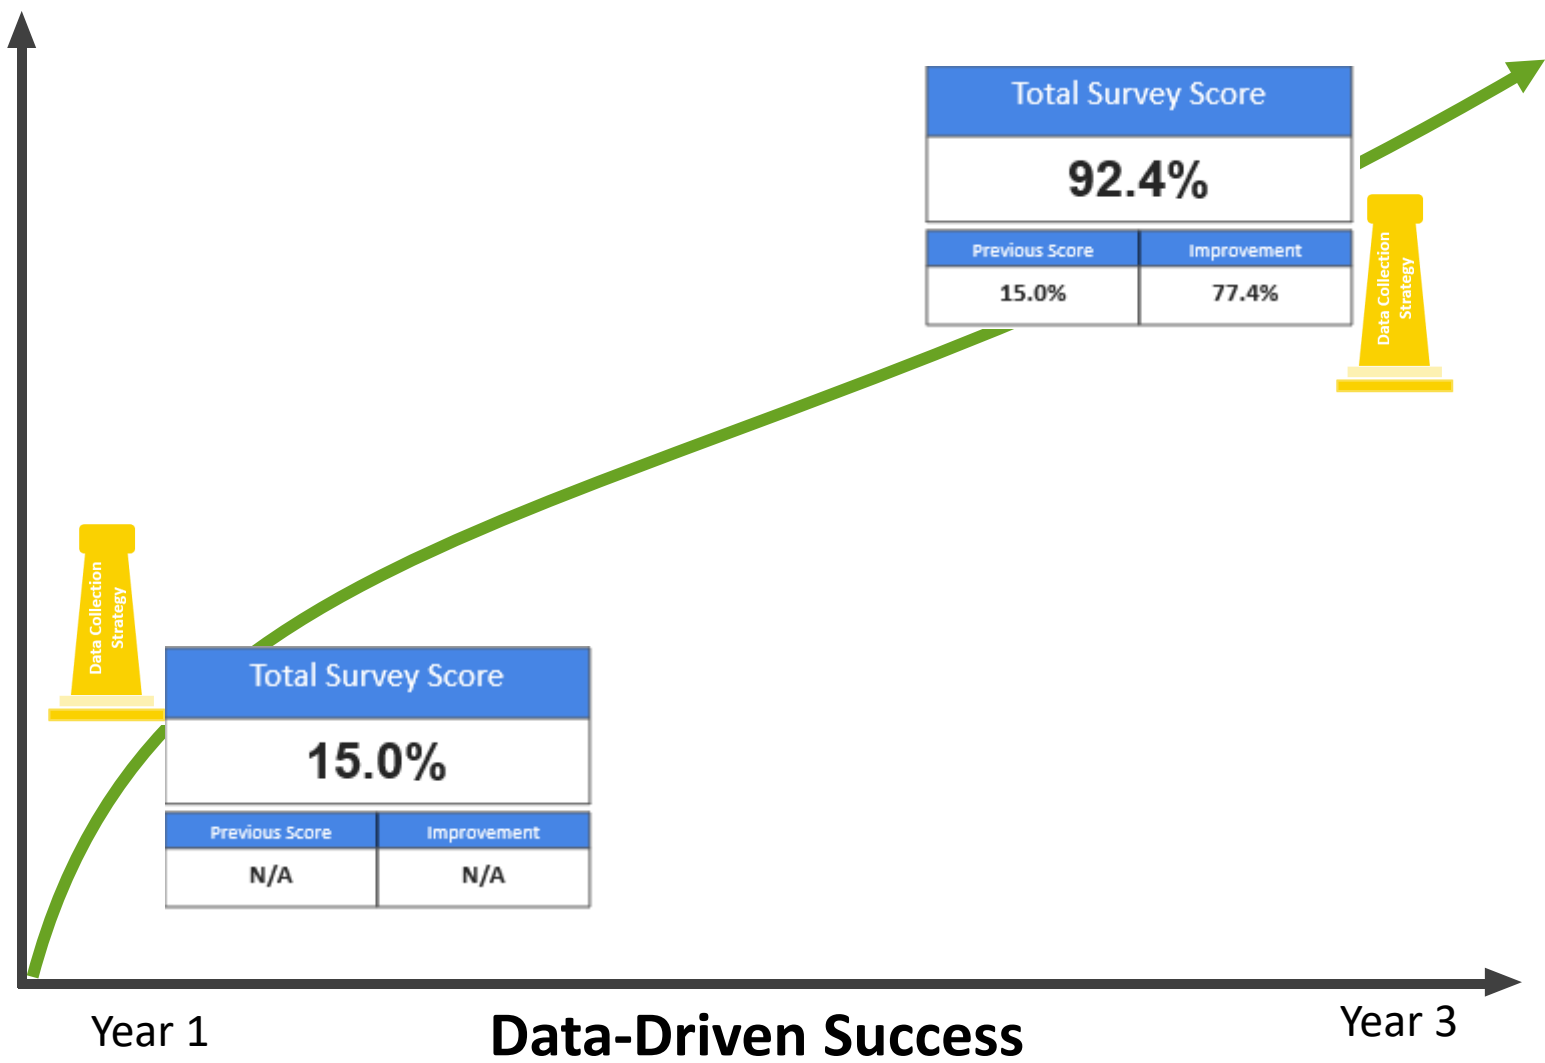 Total Survey Score
92.4%
Previous Score Improvement
15.0% 77.4%
Data Collection
Strategy
Data Collection
Strategy
Total Survey Score
15.0%
Previous Score Improvement
N/A N/A
Year 1
Data-Driven Success
Year 3